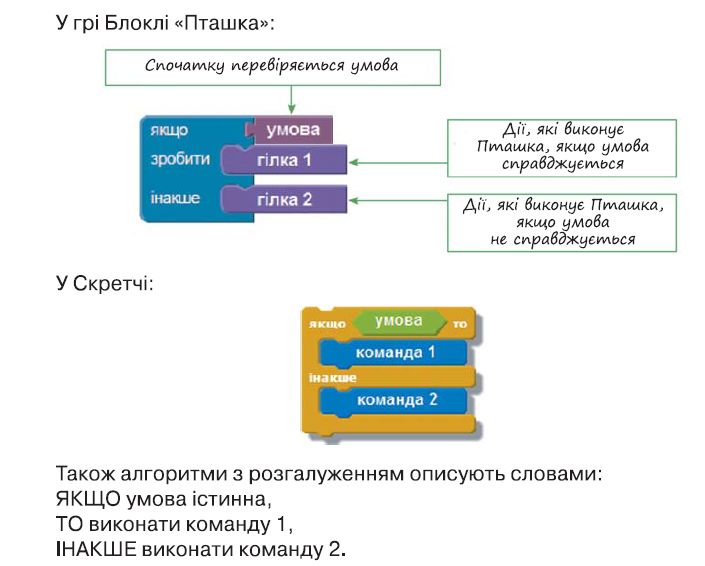 У грі Блоклі «Пташка»:
Спочатку перевіряється умова
якщо умова
зробити гілка 1
інакше гілка 2
Дії, які виконує
Пташка, якщо умова
справджується
Дії, які виконує Пташка,
якщо умова
не справджується
У Скретчі:
якщо умова то
команда 1
інакше
команда 2
Також алгоритми з розгалуженням описують словами:
ЯКЩО умова істинна,
ТО виконати команду 1,
ІНАКШЕ виконати команду 2.